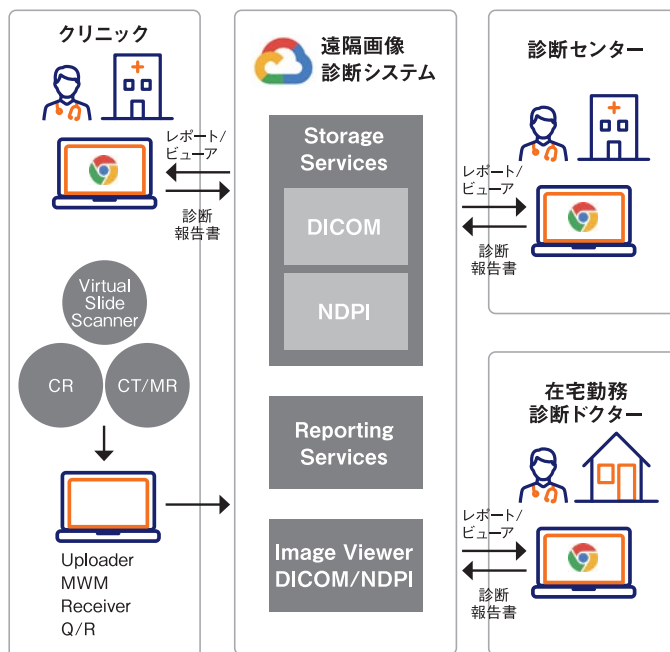 クリニック
レポート/
ビューア
診断
報告書
Virtual
Slide
Scanner
CR
CT/MR
Uploader
MWM
Receiver
Q/R
遠隔画像
診断システム
Storage
Services
DICOM
NDPI
Reporting
Services
Image Viewer
DICOM/NDPI
診断センター
レポート/
ビューア
診断
報告書
在宅勤務
診断ドクター
レポート/
ビューア
診断
報告書